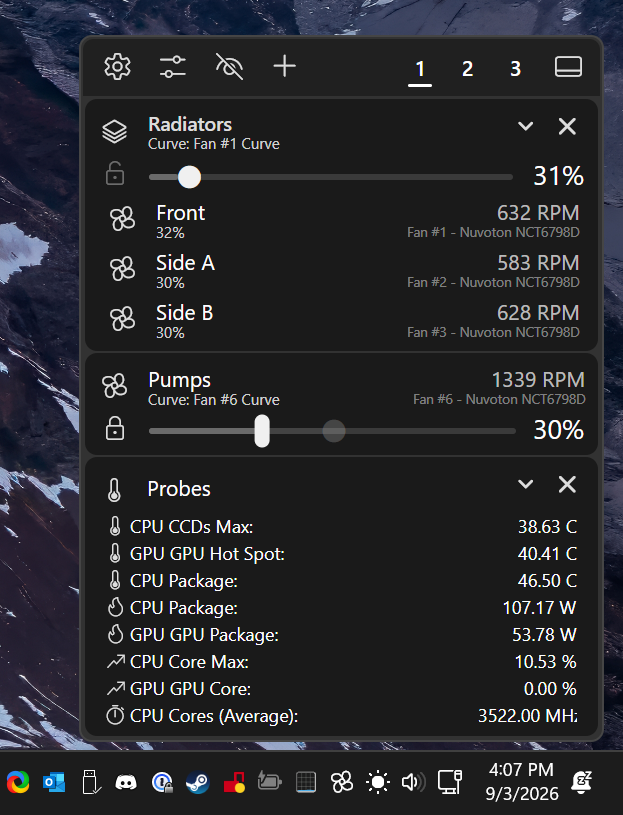 1 2 3
Radiators
Curve: Fan #1 Curve
31%
Front 632 RPM
32% Fan #1 - Nuvoton NCT6798D
Side A 583 RPM
30% Fan #2 - Nuvoton NCT6798D
Side B 628 RPM
30% Fan #3 - Nuvoton NCT6798D
Pumps 1339 RPM
Curve: Fan #6 Curve Fan #6 - Nuvoton NCT6798D
30%
Probes
CPU CCDs Max: 38.63 C
GPU GPU Hot Spot: 40.41 C
CPU Package: 46.50 C
CPU Package: 107.17 W
GPU GPU Package: 53.78 W
CPU Core Max: 10.53 %
GPU GPU Core: 0.00 %
CPU Cores (Average): 3522.00 MHz
4:07 PM
9/3/2026